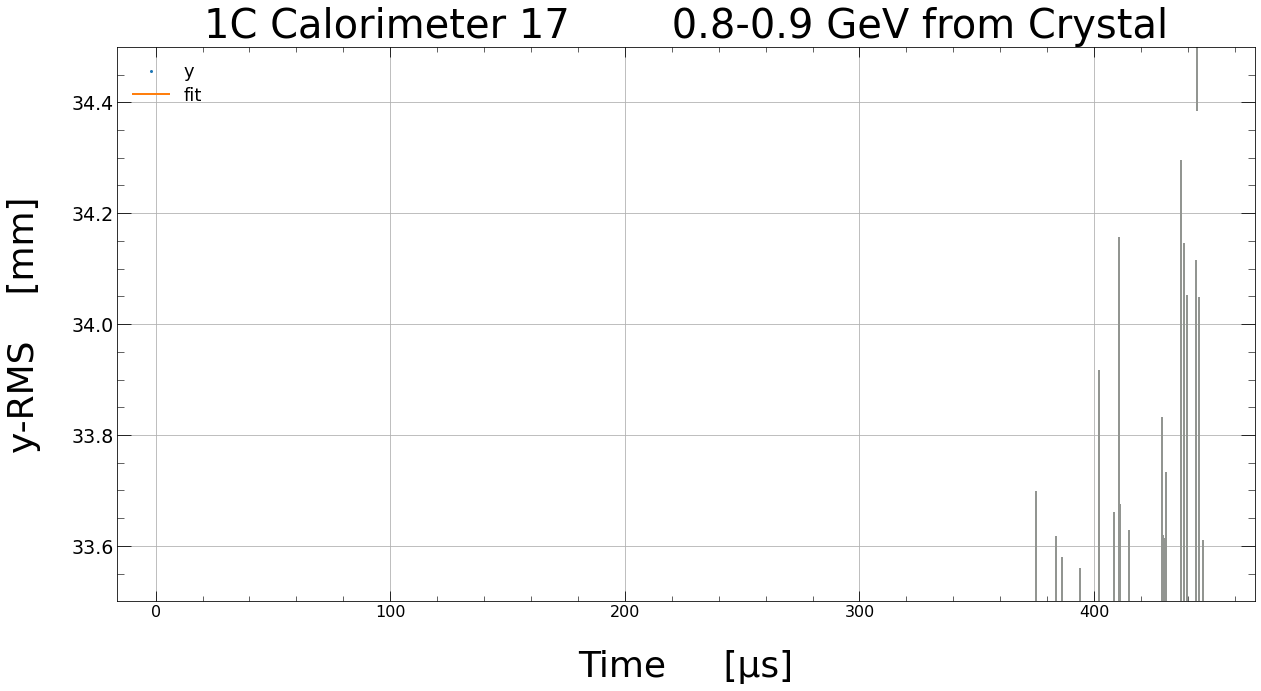 1C Calorimeter 17 0.8-0.9 GeV from Crystal
y
fit
34.4
34.2
34.0
33.8
33.6
y-RMS [mm]
0 100 200 300 400
Time [µs]